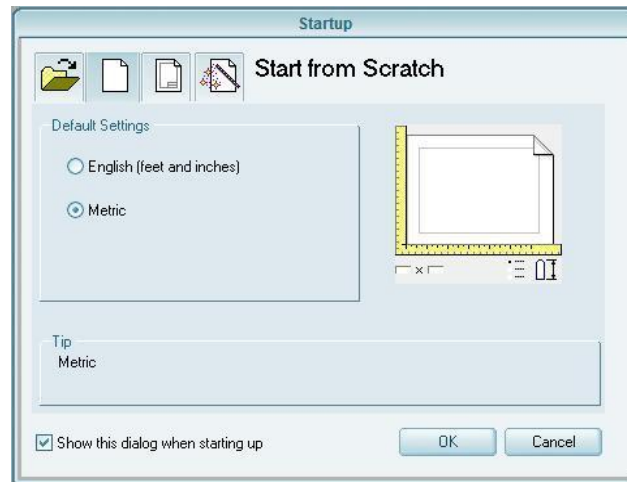 Startup
Start from Scratch
Default Settings
English (feet and inches)
Metric
Tip
Metric
Show this dialog when starting up
OK
Cancel